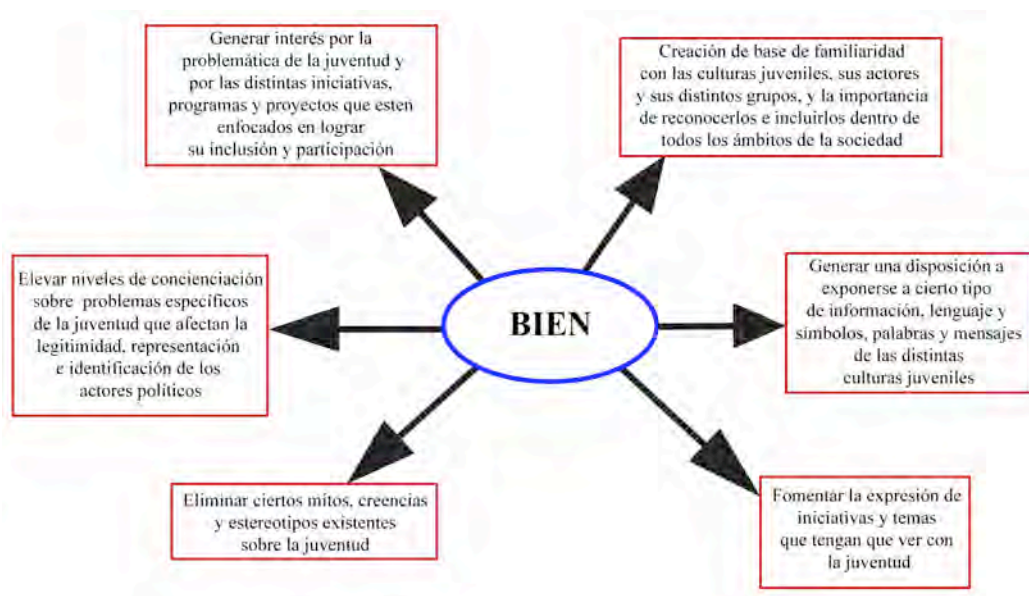 Generar interés por la
problemática de la juventud y
por las distintas iniciativas,
programas y proyectos que esten
enfocados en lograr
su inclusión y participación
Creación de base de familiaridad
con las culturas juveniles, sus actores
y sus distintos grupos, y la importancia
de reconocerlos e incluirlos dentro de
todos los ámbitos de la sociedad
Elevar niveles de concienciación
sobre problemas específicos
de la juventud que afectan la
legitimidad, representación
e identificación de los
actores políticos
BIEN
Generar una disposición a
exponerse a cierto tipo
de información, lenguaje y
símbolos, palabras y mensajes
de las distintas
culturas juveniles
Eliminar ciertos mitos, creencias
y estereotipos existentes
sobre la juventud
Fomentar la expresión de
iniciativas y temas
que tengan que ver con
la juventud